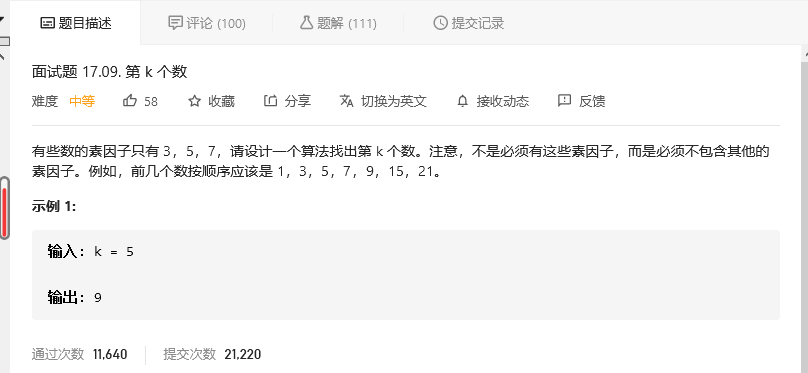 题目描述 评论 (100) 题解 (111) 提交记录
面试题 17.09. 第 k 个数
难度 中等 58 收藏 分享 切换为英文 接收动态 反馈
有些数的素因子只有 3，5，7，请设计一个算法找出第 k 个数。注意，不是必须有这些素因子，而是必须不包含其他的
素因子。例如，前几个数按顺序应该是 1，3，5，7，9，15，21。
示例 1:
输入: k = 5
输出: 9
通过次数 11,640 提交次数 21,220